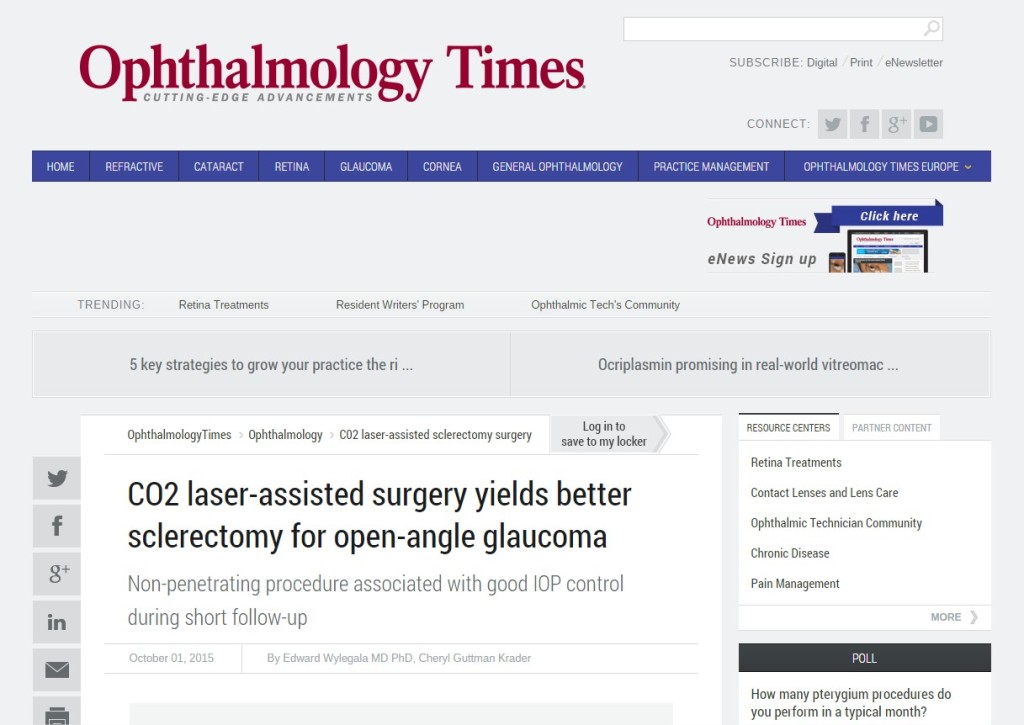 Ophthalmology Times
CUTTING-EDGE ADVANCEMENTS
SUBSCRIBE: Digital / Print / eNewsletter
CONNECT:
HOME REFRACTIVE CATARACT RETINA GLAUCOMA CORNEA GENERAL OPHTHALMOLOGY PRACTICE MANAGEMENT OPHTHALMOLOGY TIMES EUROPE
Ophthalmology Times Click here
eNews Sign up
TRENDING: Retina Treatments Resident Writers' Program Ophthalmic Tech's Community
5 key strategies to grow your practice the ri ... Ocriplasmin promising in real-world vitreomac ...
OphthalmologyTimes › Ophthalmology › CO2 laser-assisted sclerectomy surgery
Log in to
save to my locker
CO2 laser-assisted surgery yields better
sclerectomy for open-angle glaucoma
Non-penetrating procedure associated with good IOP control
during short follow-up
October 01, 2015 By Edward Wylegala MD PhD, Cheryl Guttman Krader
RESOURCE CENTERS PARTNER CONTENT
Retina Treatments
Contact Lenses and Lens Care
Ophthalmic Technician Community
Chronic Disease
Pain Management
MORE
POLL
How many pterygium procedures do
you perform in a typical month?